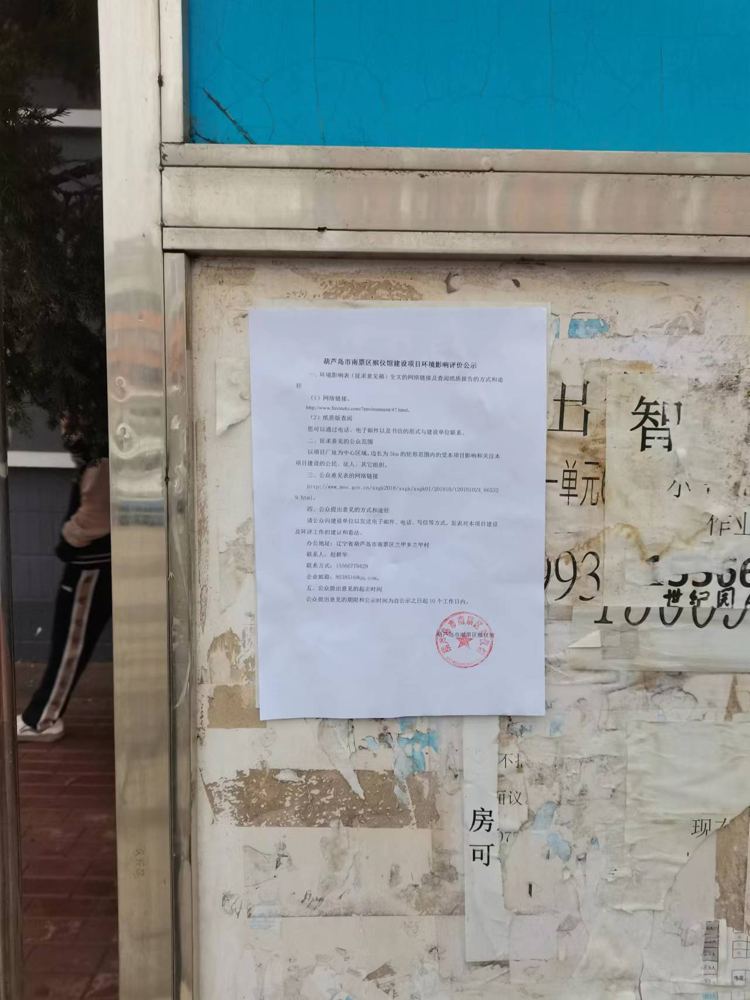 葫芦岛市南票区殡仪馆建设项目环境影响评价公示
一、环境影响表（征求意见稿）全文的网络链接及查阅纸质报告的方式和途
径
（1）网络链接。
http://www.fuxinzks.com/?environment/47.html。
（2）纸质版查阅
您可以通过电话、电子邮件以及书信的形式与建设单位联系。
二、征求意见的公众范围
以项目厂址为中心区域，边长为 5km 的矩形范围内的受本项目影响和关注本
项目建设的公民、法人、其它组织。
三、公众意见表的网络链接
http://www.mee.gov.cn/xxgk2018/xxgk/xxgk01/201810/t20181024_66532
9.html。
四、公众提出意见的方式和途径
请公众向建设单位以发送电子邮件、电话、写信等方式，发表对本项目建设
及环评工作的建议和看法。
办公地址：辽宁省葫芦岛市南票区兰甲乡兰甲村
联系人：赵耕华
联系方式：15566770429
企业邮箱：8038516@qq.com。
五、公众提出意见的起止时间
公众提出意见的期限和公示时间为自公示之日起 10 个工作日内。
葫芦岛市南票区殡仪馆
出
智
单元
小
作业
993
世纪园
面议
房
可
现